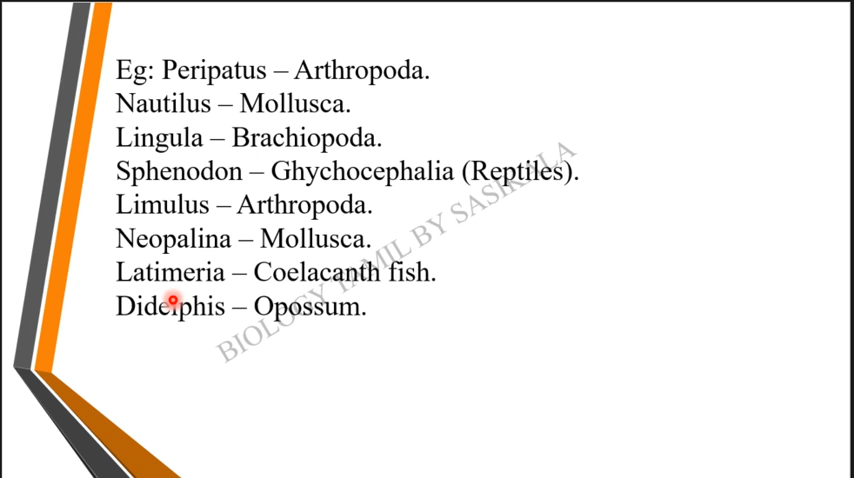 Eg: Peripatus – Arthropoda.
Nautilus – Mollusca.
Lingula – Brachiopoda.
Sphenodon – Ghychocephalia (Reptiles).
Limulus – Arthropoda.
Neopalina – Mollusca.
Latimeria – Coelacanth fish.
Didelphis – Opossum.
BIOLOGY TAMIL BY SASIKALA